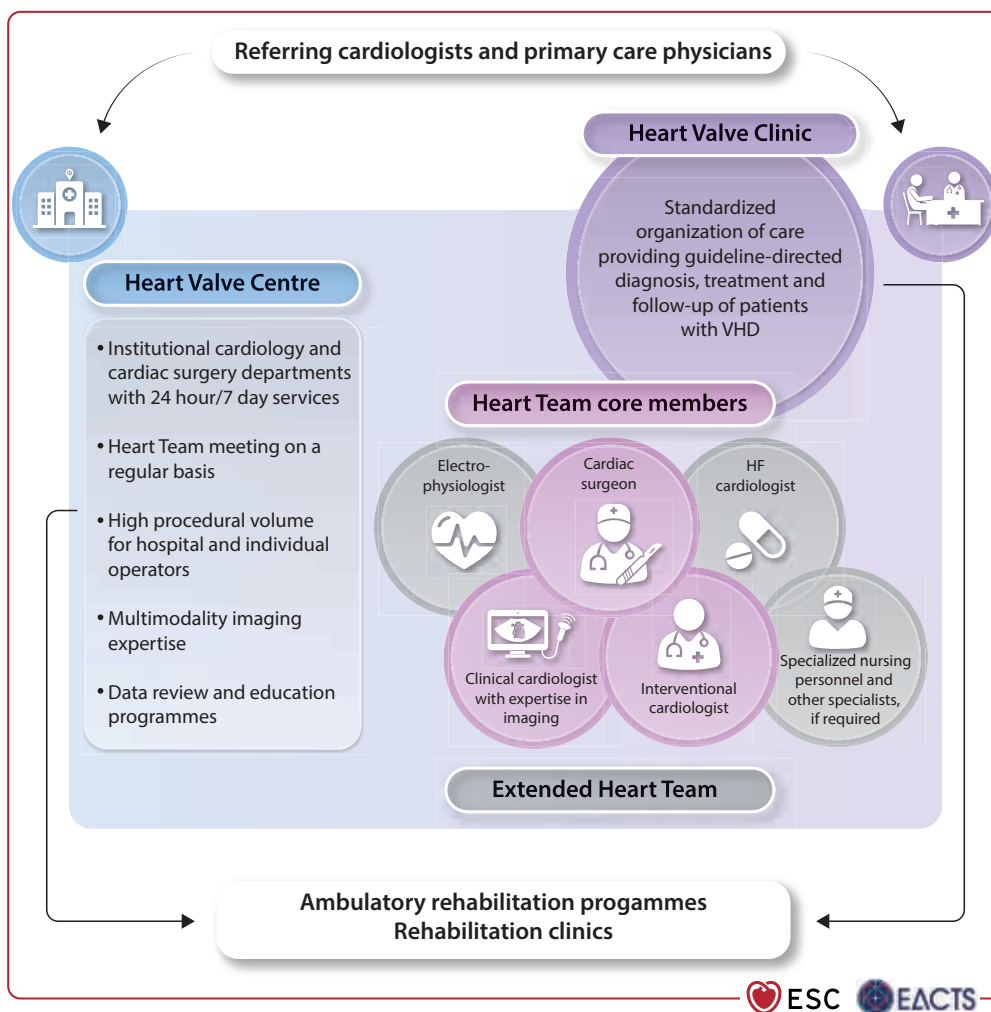 Referring cardiologists and primary care physicians
Heart Valve Clinic
Standardized
organization of care
providing guideline-directed
diagnosis, treatment and
follow-up of patients
with VHD
Heart Valve Centre
• Institutional cardiology and
cardiac surgery departments
with 24 hour/7 day services
• Heart Team meeting on a
regular basis
• High procedural volume
for hospital and individual
operators
• Multimodality imaging
expertise
• Data review and education
programmes
Heart Team core members
Electro-
physiologist
Cardiac
surgeon
HF
cardiologist
Clinical cardiologist
with expertise in
imaging
Interventional
cardiologist
Specialized nursing
personnel and
other specialists,
if required
Extended Heart Team
Ambulatory rehabilitation progammes
Rehabilitation clinics
ESC
EACTS